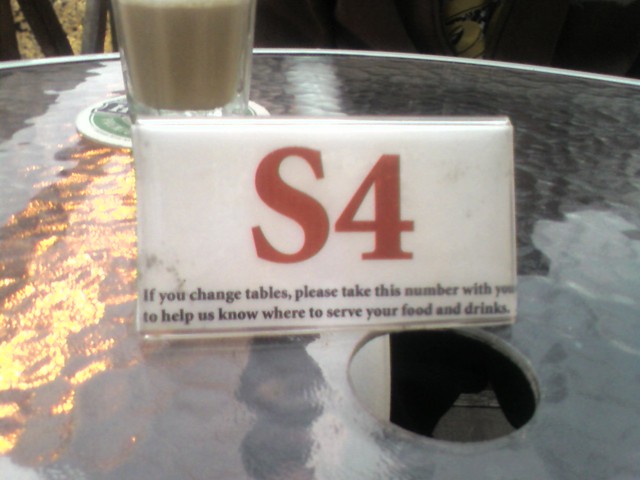 S4
If you change tables, please take this number with you
to help us know where to serve your food and drinks.